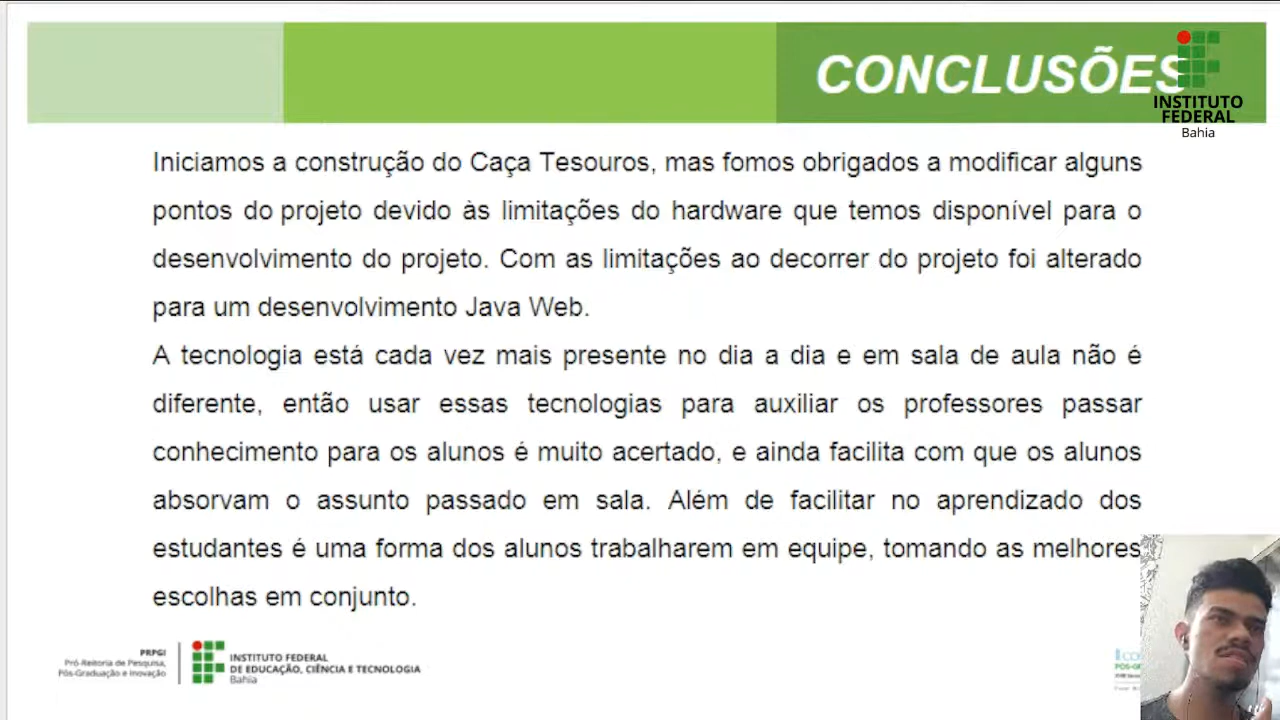 CONCLUSÕES
INSTITUTO
FEDERAL
Bahia
Iniciamos a construção do Caça Tesouros, mas fomos obrigados a modificar alguns
pontos do projeto devido às limitações do hardware que temos disponível para o
desenvolvimento do projeto. Com as limitações ao decorrer do projeto foi alterado
para um desenvolvimento Java Web.
A tecnologia está cada vez mais presente no dia a dia e em sala de aula não é
diferente, então usar essas tecnologias para auxiliar os professores passar
conhecimento para os alunos é muito acertado, e ainda facilita com que os alunos
absorvam o assunto passado em sala. Além de facilitar no aprendizado dos
estudantes é uma forma dos alunos trabalharem em equipe, tomando as melhores
escolhas em conjunto.
PRPGI
Pró-Reitoria de Pesquisa,
Pós-Graduação e Inovação
INSTITUTO FEDERAL
DE EDUCAÇÃO, CIÊNCIA E TECNOLOGIA
Bahia